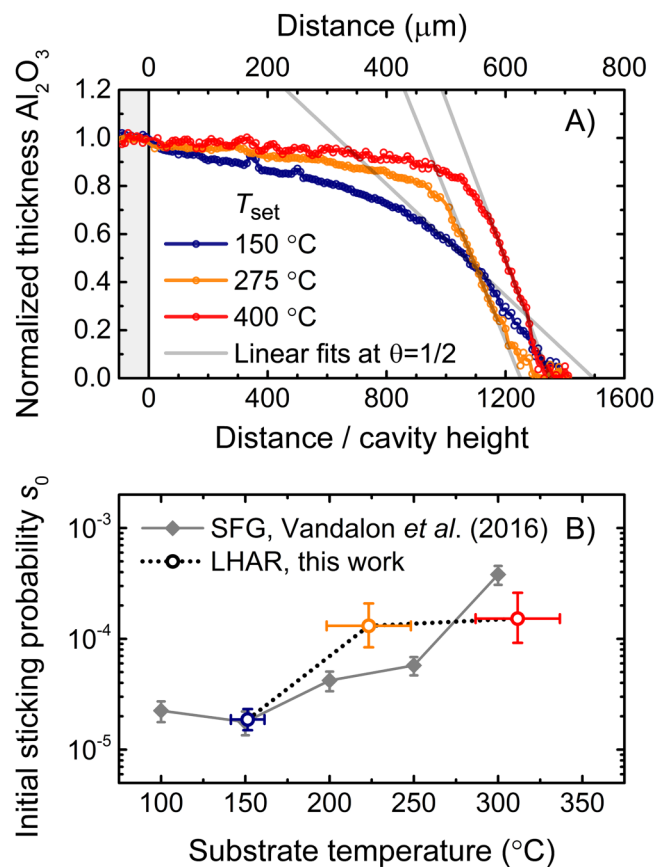 Distance (μm)
0 200 400 600 800
Normalized thickness Al₂O₃
1.2
1.0
0.8
0.6
0.4
0.2
0.0
A)
T_set
150 °C
275 °C
400 °C
Linear fits at θ=1/2
0 400 800 1200 1600
Distance / cavity height
Initial sticking probability s₀
10⁻³
10⁻⁴
10⁻⁵
SFG, Vandalon et al. (2016)
B)
LHAR, this work
100 150 200 250 300 350
Substrate temperature (°C)